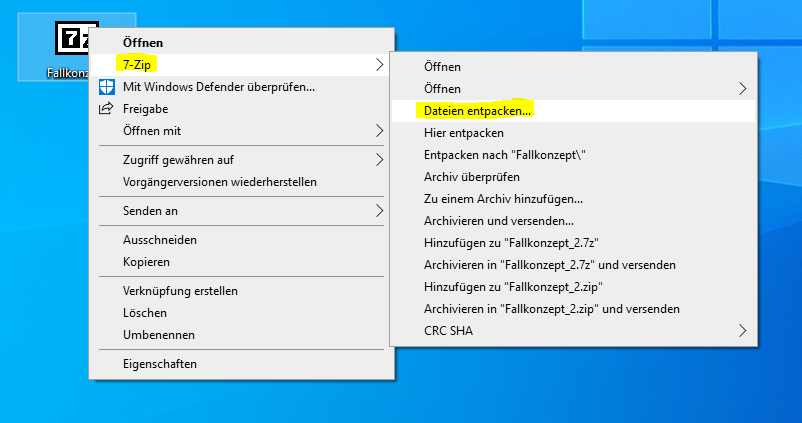 7z
Fallkonz
Öffnen
7-Zip
Mit Windows Defender überprüfen...
Freigabe
Öffnen mit
Zugriff gewähren auf
Vorgängerversionen wiederherstellen
Senden an
Ausschneiden
Kopieren
Verknüpfung erstellen
Löschen
Umbenennen
Eigenschaften
Öffnen
Öffnen
Dateien entpacken...
Hier entpacken
Entpacken nach "Fallkonzept\"
Archiv überprüfen
Zu einem Archiv hinzufügen...
Archivieren und versenden...
Hinzufügen zu "Fallkonzept_2.7z"
Archivieren in "Fallkonzept_2.7z" und versenden
Hinzufügen zu "Fallkonzept_2.zip"
Archivieren in "Fallkonzept_2.zip" und versenden
CRC SHA